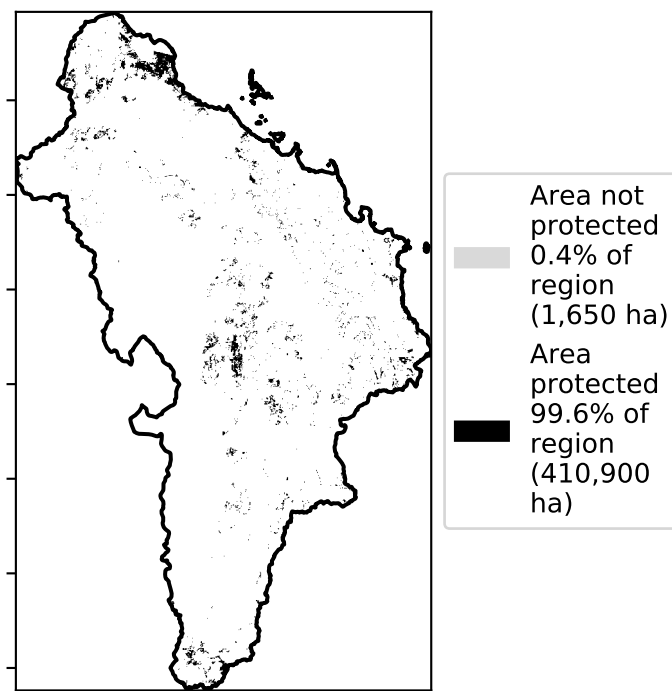 Area not
protected
0.4% of
region
(1,650 ha)
Area
protected
99.6% of
region
(410,900
ha)